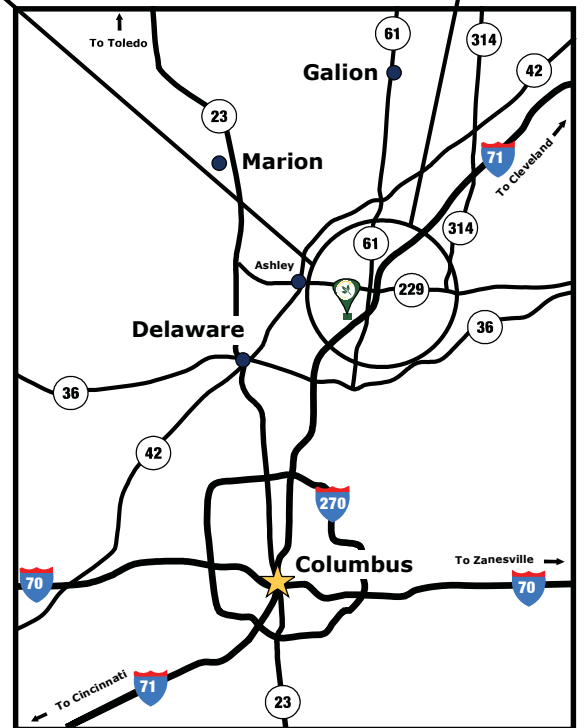 61
314
To Toledo
42
Galion
23
71
Marion
To Cleveland
314
61
Ashley
229
36
Delaware
36
42
270
Columbus
To Zanesville
70
70
To Cincinnati
71
23